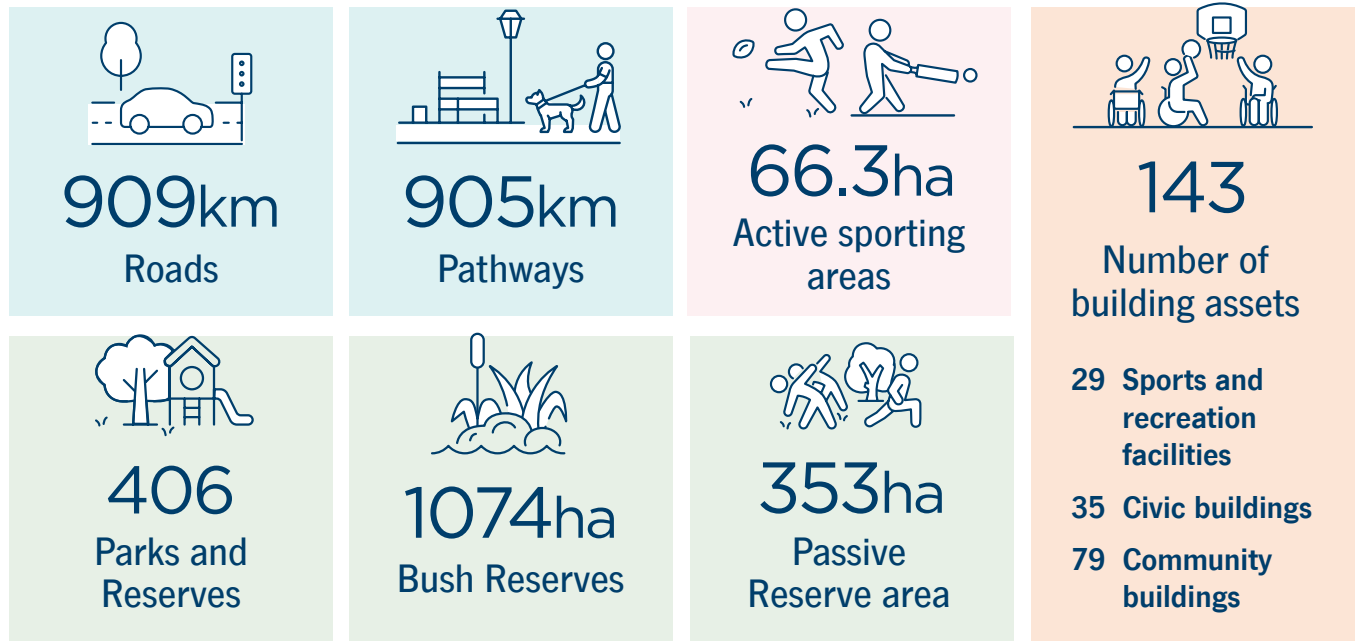 909km
Roads
905km
Pathways
66.3ha
Active sporting
areas
143
Number of
building assets
29 Sports and
recreation
facilities
35 Civic buildings
79 Community
buildings
406
Parks and
Reserves
1074ha
Bush Reserves
353ha
Passive
Reserve area